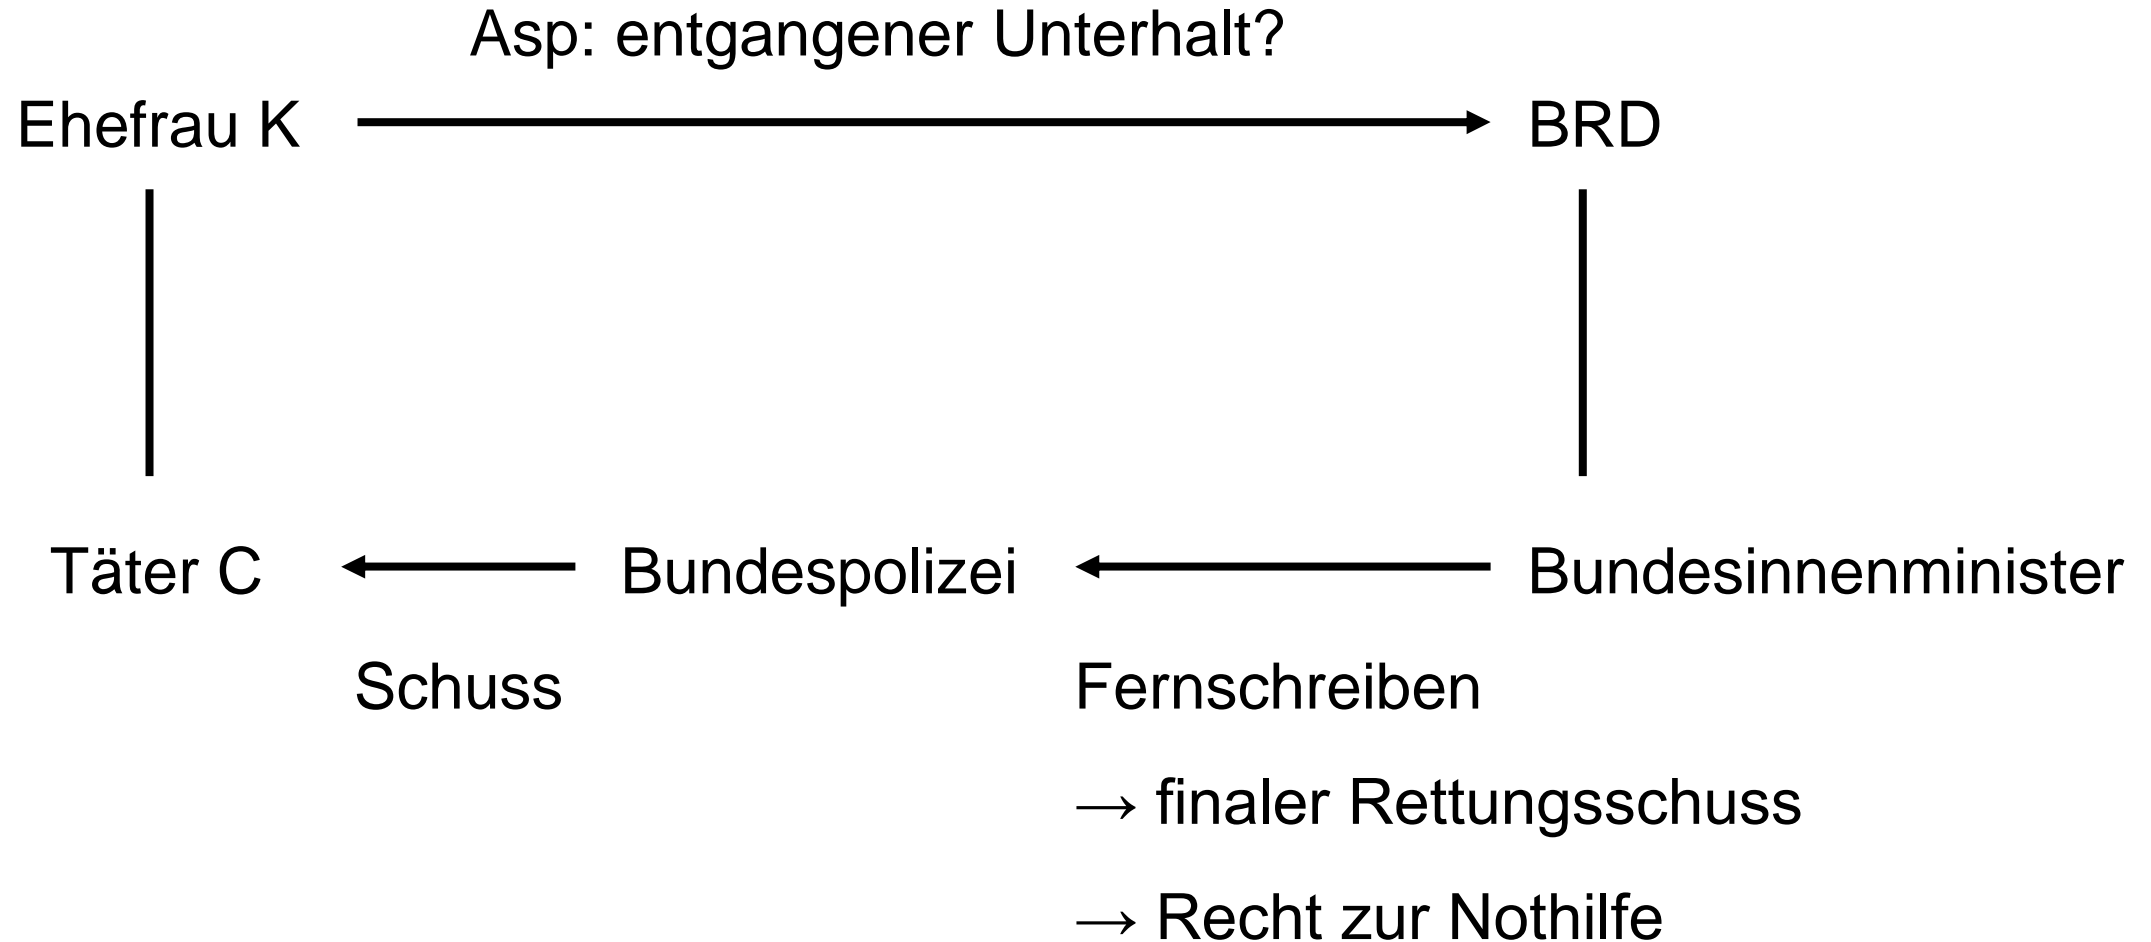 Asp: entgangener Unterhalt?
Ehefrau K BRD
Täter C Bundespolizei Bundesinnenminister
Schuss Fernschreiben
→ finaler Rettungsschuss
→ Recht zur Nothilfe